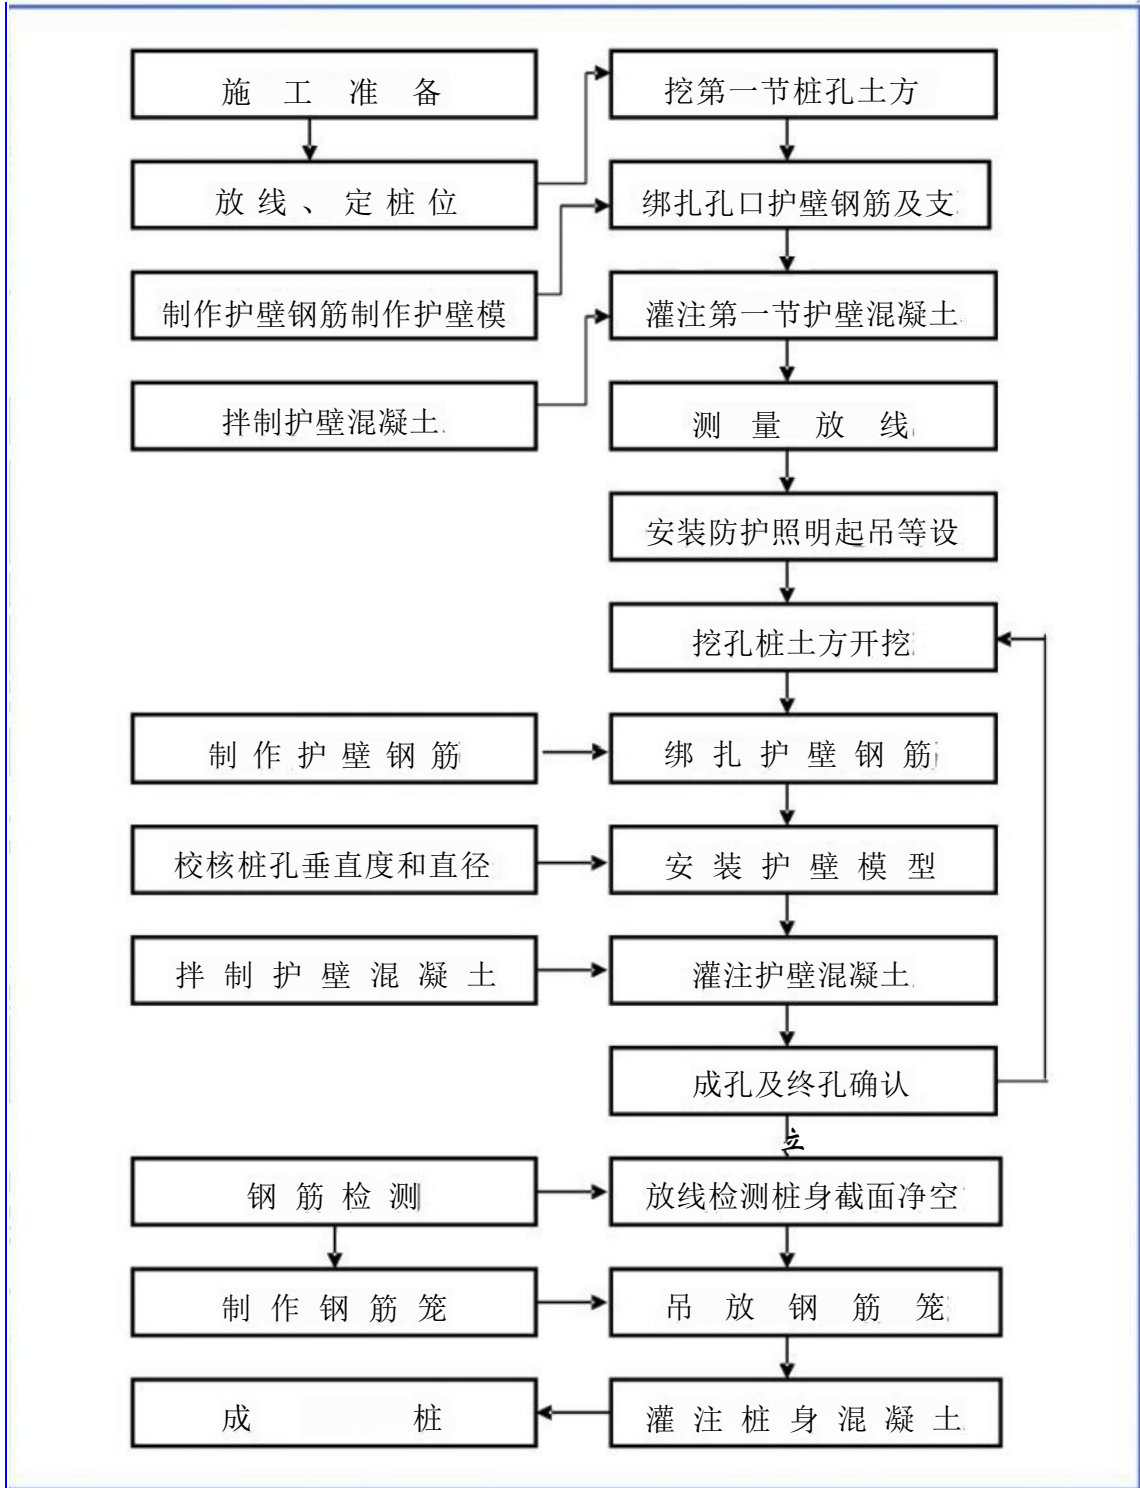 施工准备
挖第一节桩孔土方
放线、定桩位
绑扎孔口护壁钢筋及支
制作护壁钢筋制作护壁模
灌注第一节护壁混凝土
拌制护壁混凝土
测量放线
安装防护照明起吊等设
挖孔桩土方开挖
制作护壁钢筋
绑扎护壁钢筋
校核桩孔垂直度和直径
安装护壁模型
拌制护壁混凝土
灌注护壁混凝土
成孔及终孔确认
立
钢筋检测
放线检测桩身截面净空
制作钢筋笼
吊放钢筋笼
成桩
灌注桩身混凝土